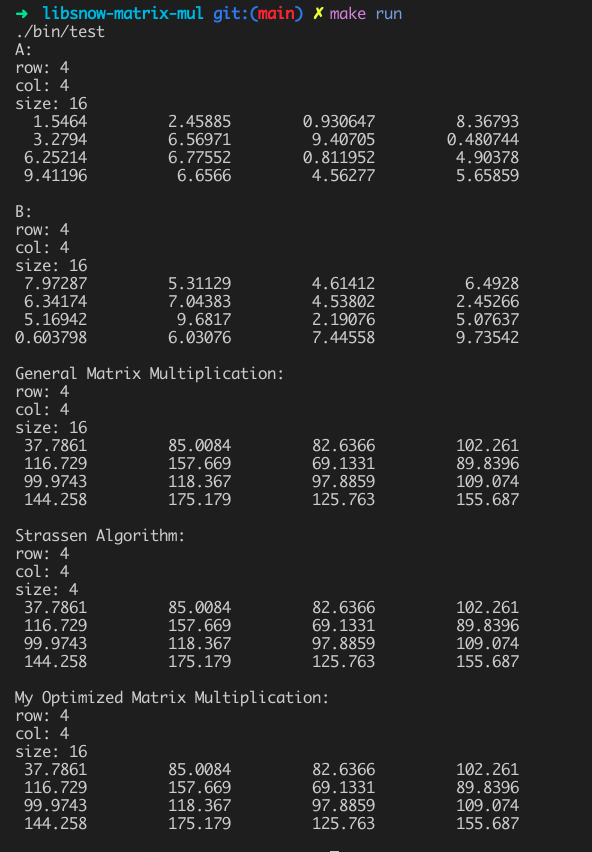 ➜ libsnow-matrix-mul git:(main) ✗ make run
./bin/test
A:
row: 4
col: 4
size: 16
1.5464 2.45885 0.930647 8.36793
3.2794 6.56971 9.40705 0.480744
6.25214 6.77552 0.811952 4.90378
9.41196 6.6566 4.56277 5.65859
B:
row: 4
col: 4
size: 16
7.97287 5.31129 4.61412 6.4928
6.34174 7.04383 4.53802 2.45266
5.16942 9.6817 2.19076 5.07637
0.603798 6.03076 7.44558 9.73542
General Matrix Multiplication:
row: 4
col: 4
size: 16
37.7861 85.0084 82.6366 102.261
116.729 157.669 69.1331 89.8396
99.9743 118.367 97.8859 109.074
144.258 175.179 125.763 155.687
Strassen Algorithm:
row: 4
col: 4
size: 4
37.7861 85.0084 82.6366 102.261
116.729 157.669 69.1331 89.8396
99.9743 118.367 97.8859 109.074
144.258 175.179 125.763 155.687
My Optimized Matrix Multiplication:
row: 4
col: 4
size: 16
37.7861 85.0084 82.6366 102.261
116.729 157.669 69.1331 89.8396
99.9743 118.367 97.8859 109.074
144.258 175.179 125.763 155.687